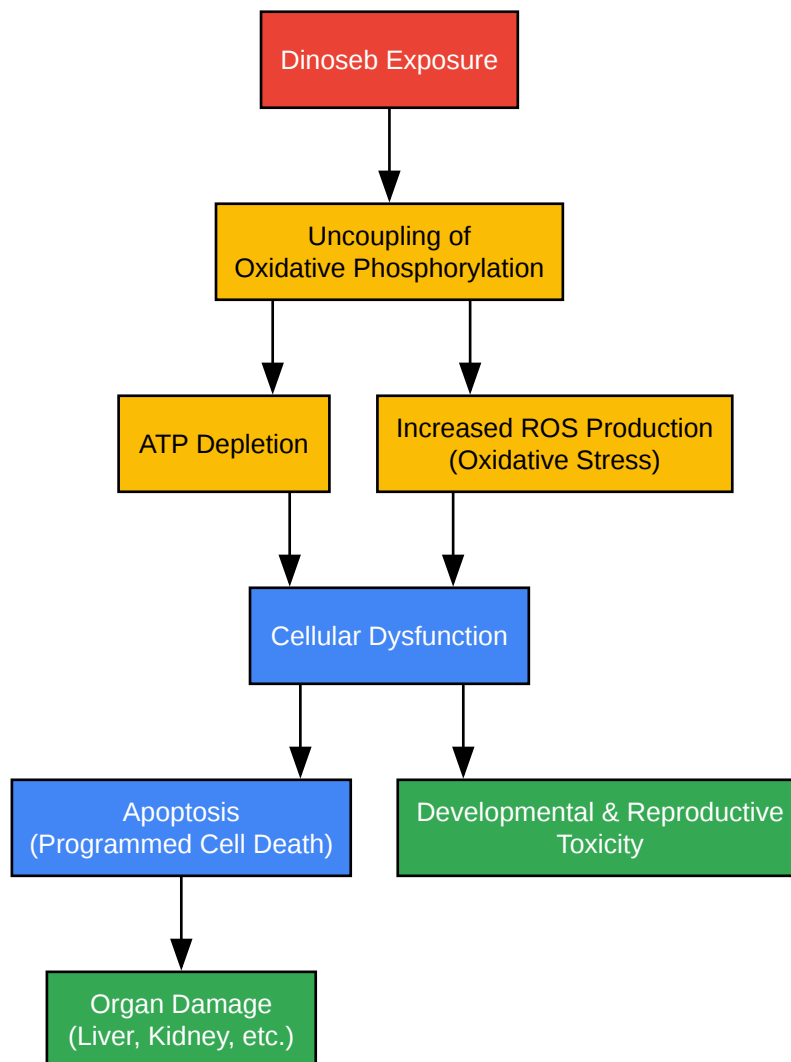 Dinoseb Exposure
Uncoupling of
Oxidative Phosphorylation
ATP Depletion
Increased ROS Production
(Oxidative Stress)
Cellular Dysfunction
Apoptosis
(Programmed Cell Death)
Developmental & Reproductive
Toxicity
Organ Damage
(Liver, Kidney, etc.)